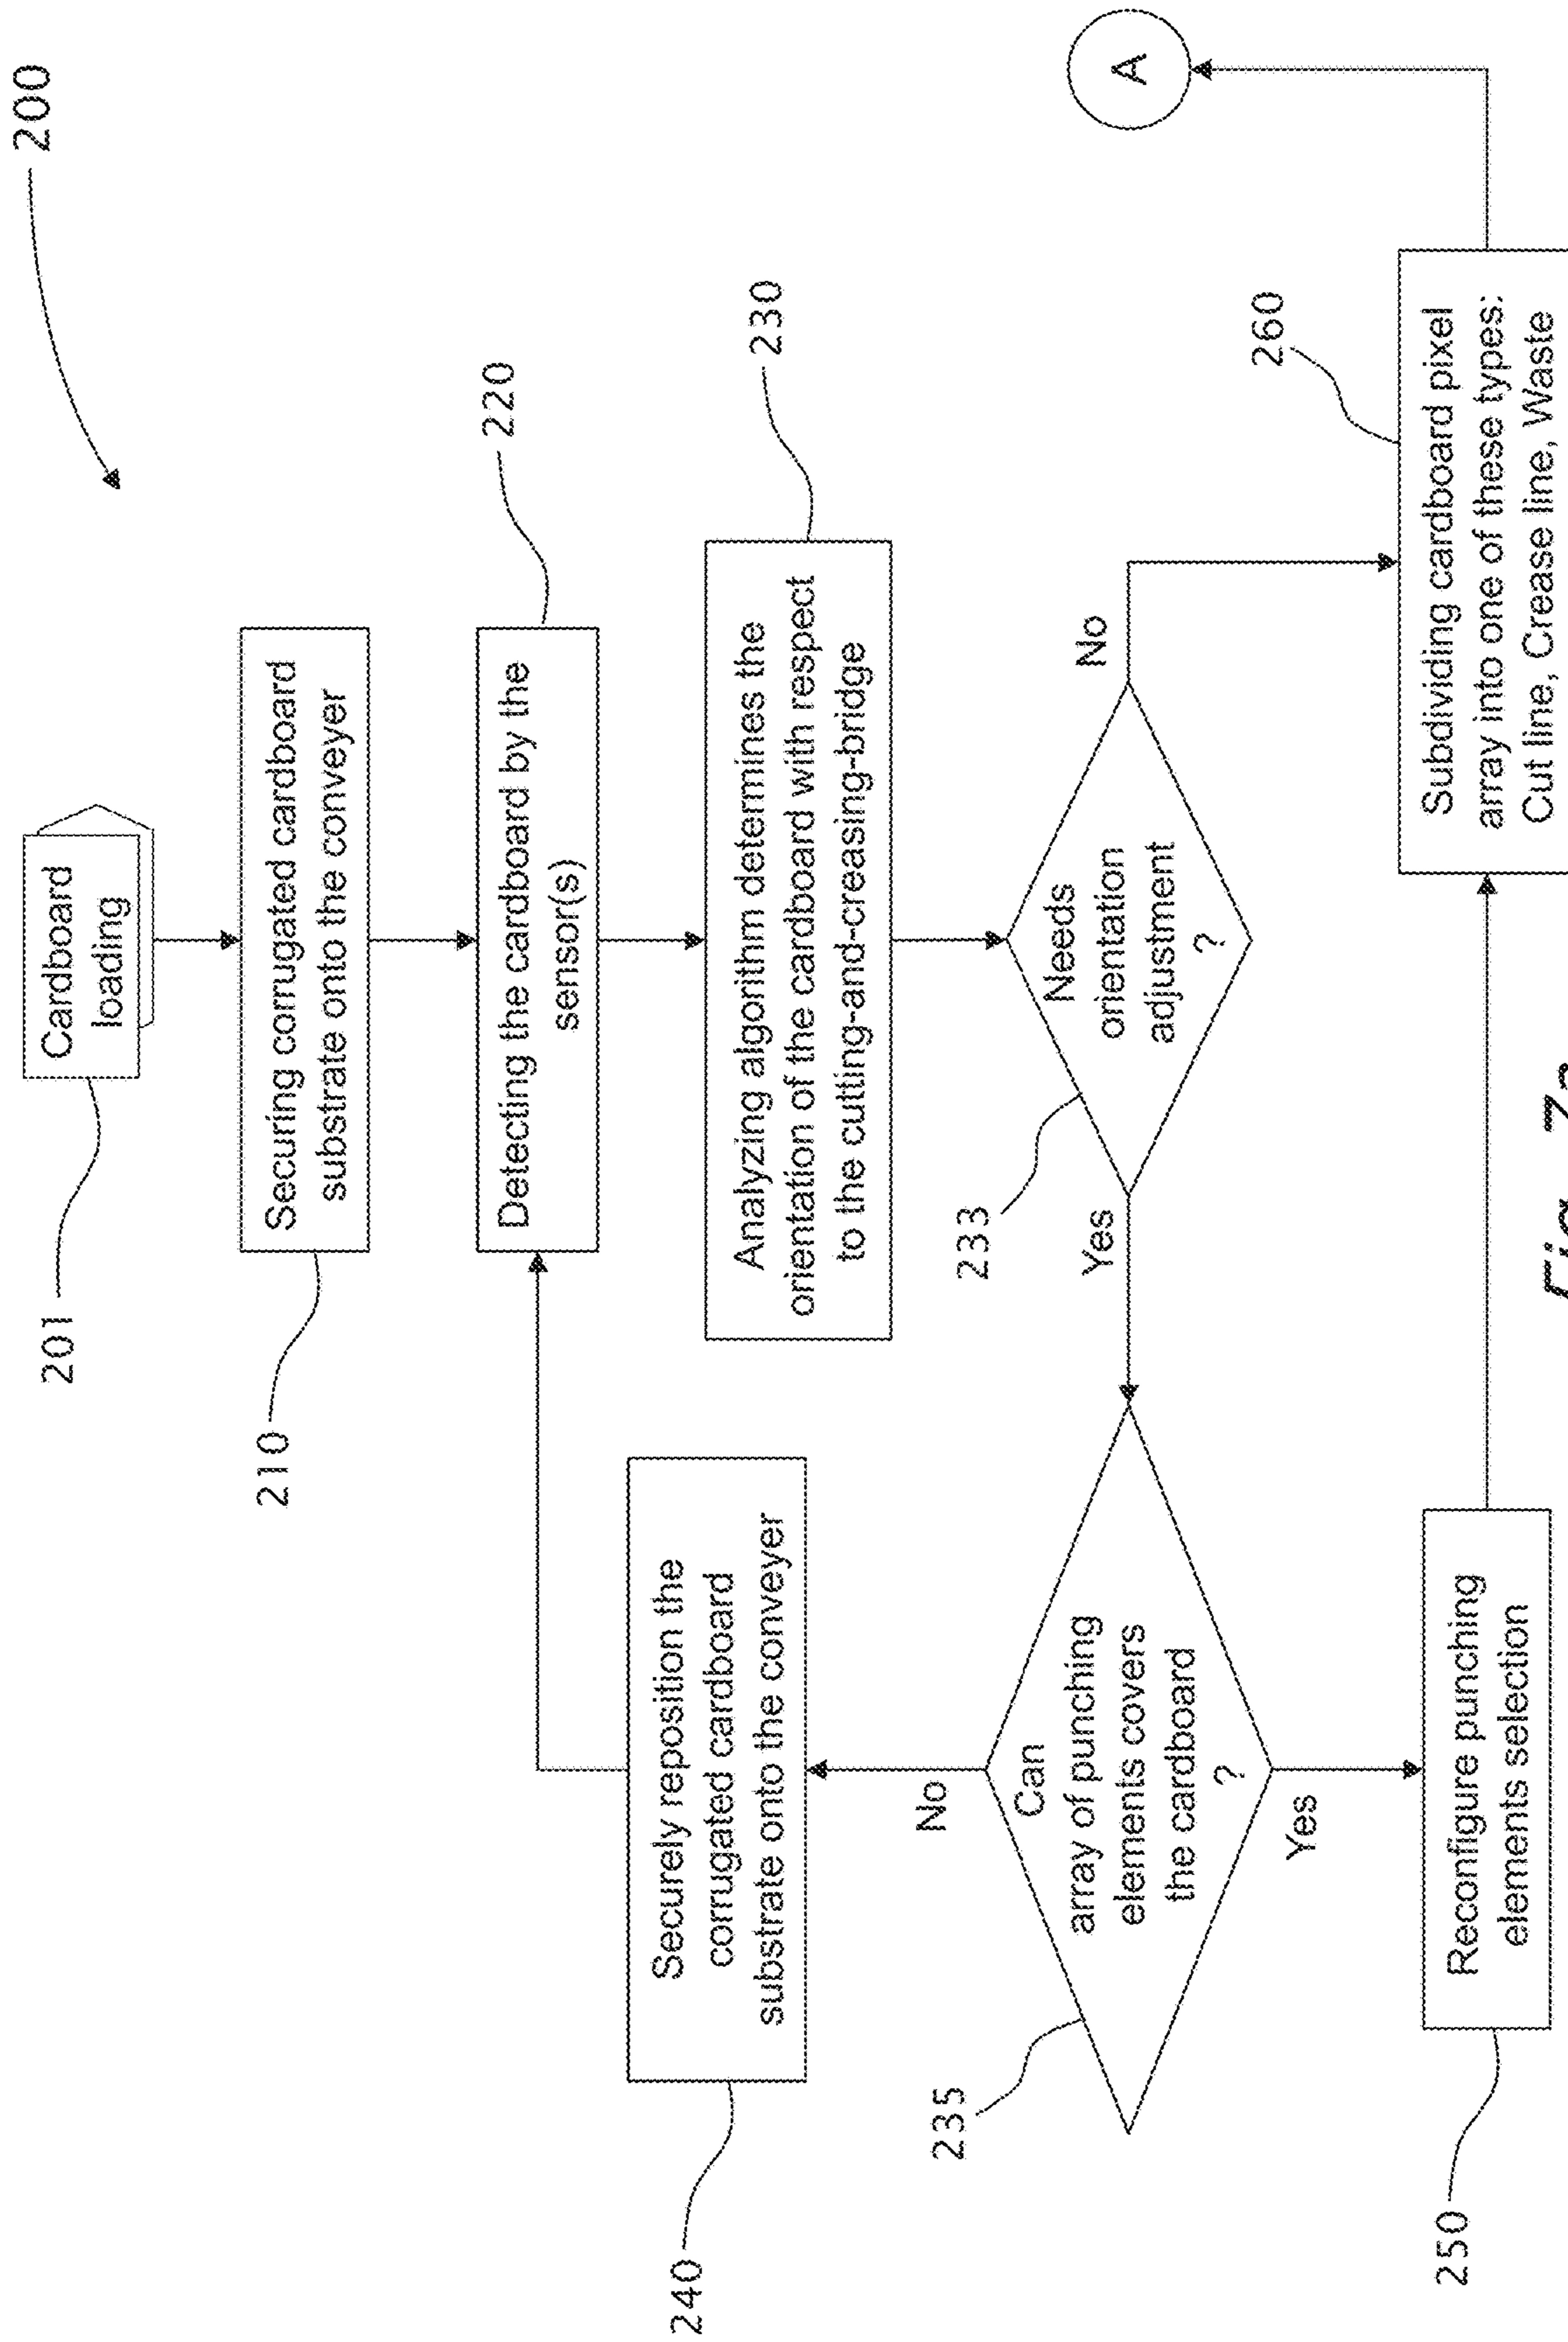 200
201
Cardboard
loading
210
Securing corrugated cardboard
substrate onto the conveyer
220
Detecting the cardboard by the
sensor(s)
230
Analyzing algorithm determines the
orientation of the cardboard with respect
to the cutting-and-creasing-bridge
240
Securely reposition the
corrugated cardboard
substrate onto the conveyer
233
Needs
orientation
adjustment
?
Yes
No
235
Can
array of punching
elements covers
the cardboard
?
No
Yes
250
Reconfigure punching
elements selection
260
Subdividing cardboard pixel
array into one of these types:
Cut line, Crease line, Waste
A
Fig.